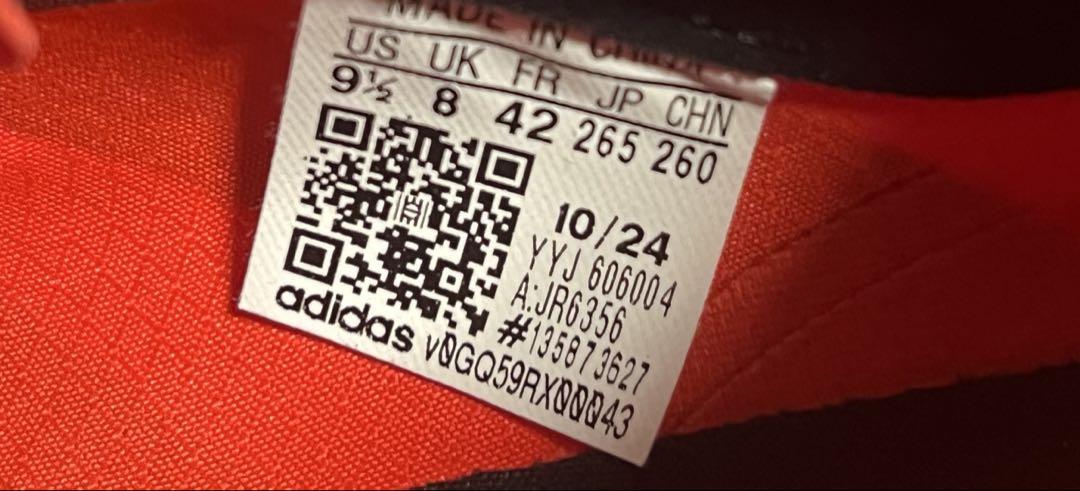 MADE IN CHINA
US UK FR JP CHN
9½ 8 42 265 260
10/24
YYJ 606004
A:JR6356
#135873627
adidas v0GQ59RX00043